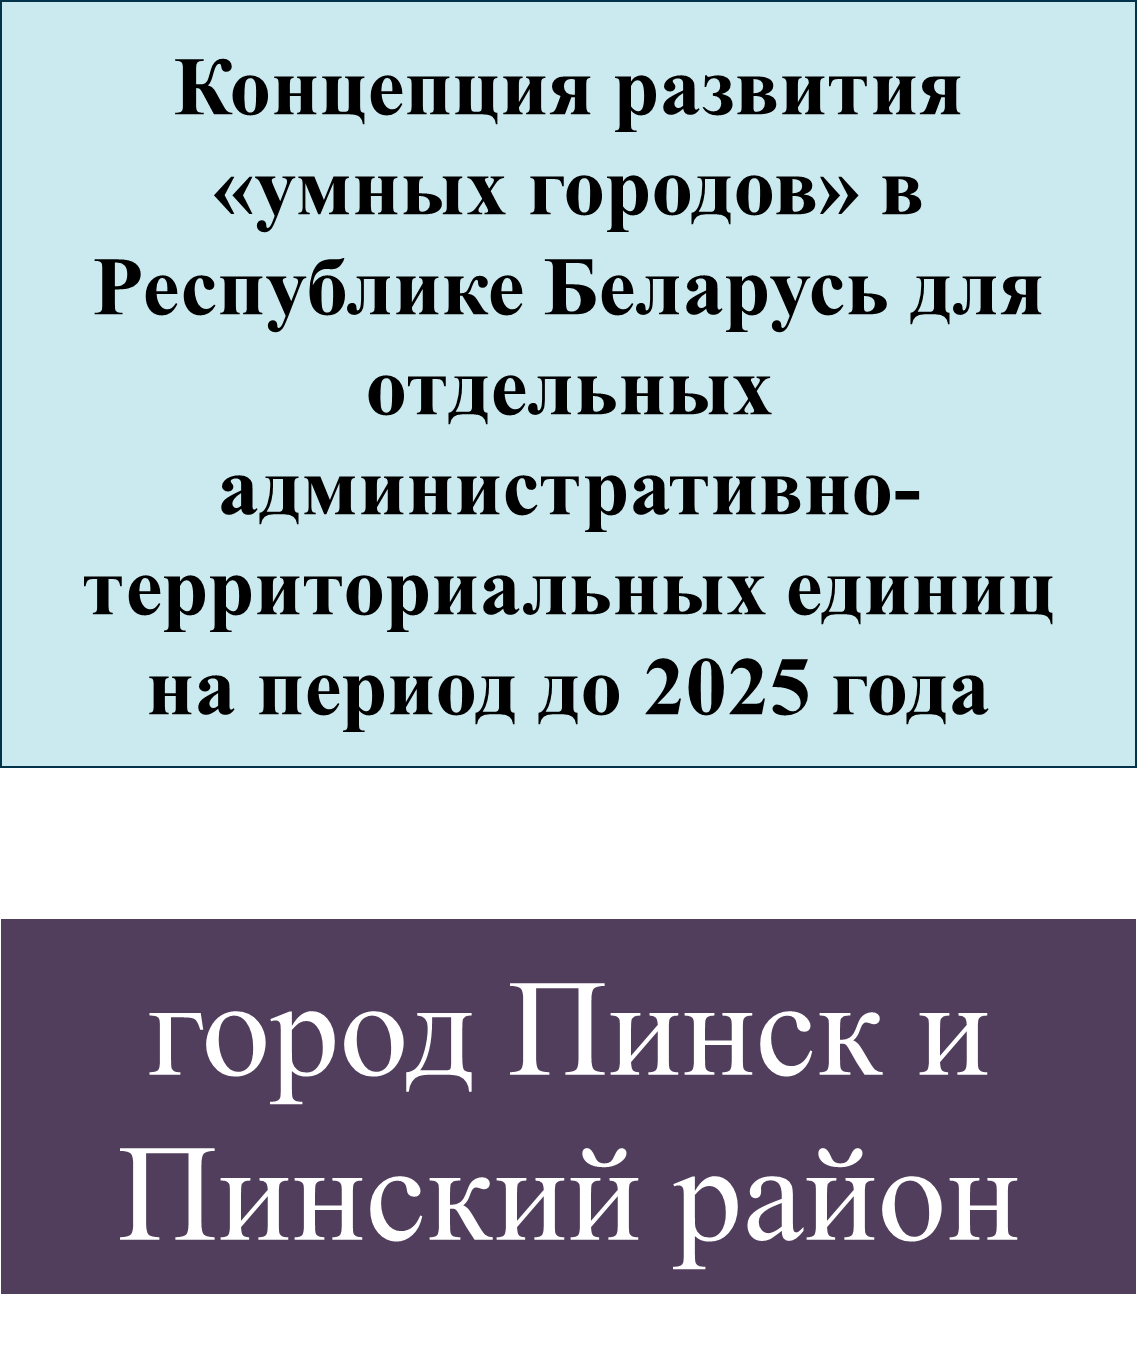 Концепция развития
«умных городов» в
Республике Беларусь для
отдельных
административно-
территориальных единиц
на период до 2025 года
город Пинск и
Пинский район